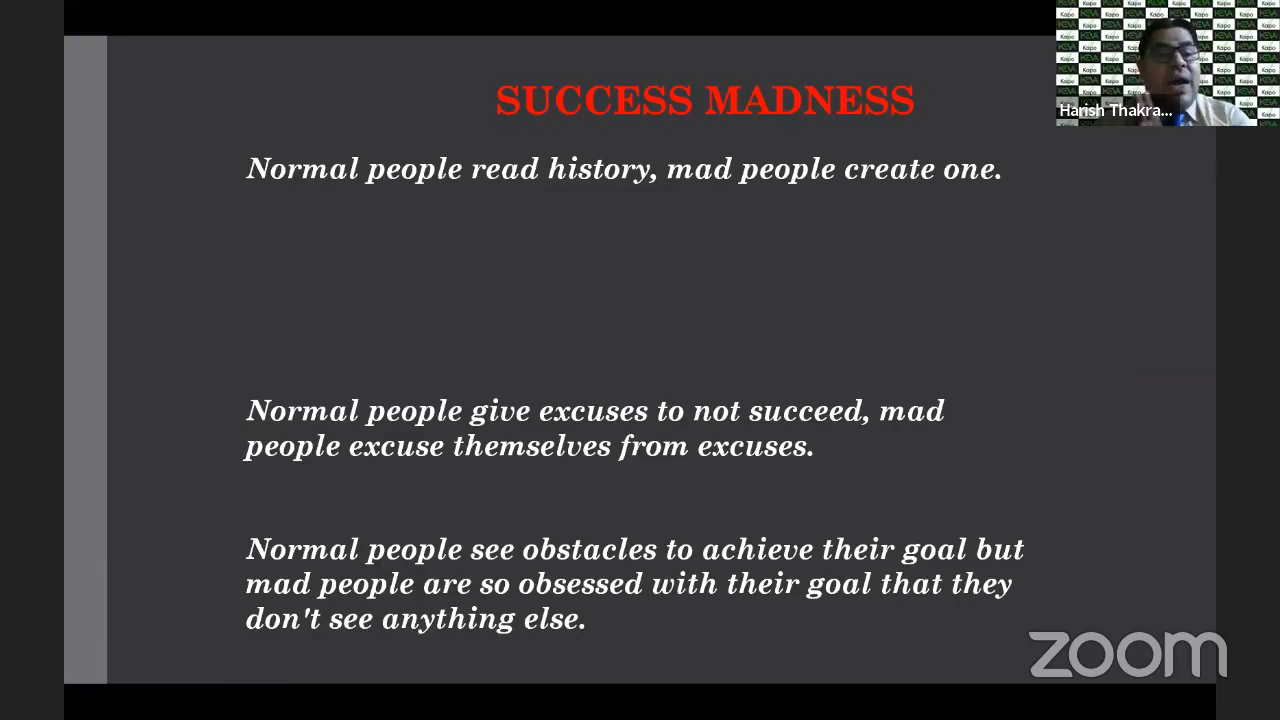 SUCCESS MADNESS
Normal people read history, mad people create one.
Normal people give excuses to not succeed, mad
people excuse themselves from excuses.
Normal people see obstacles to achieve their goal but
mad people are so obsessed with their goal that they
don't see anything else.
Harish Thakra...
zoom